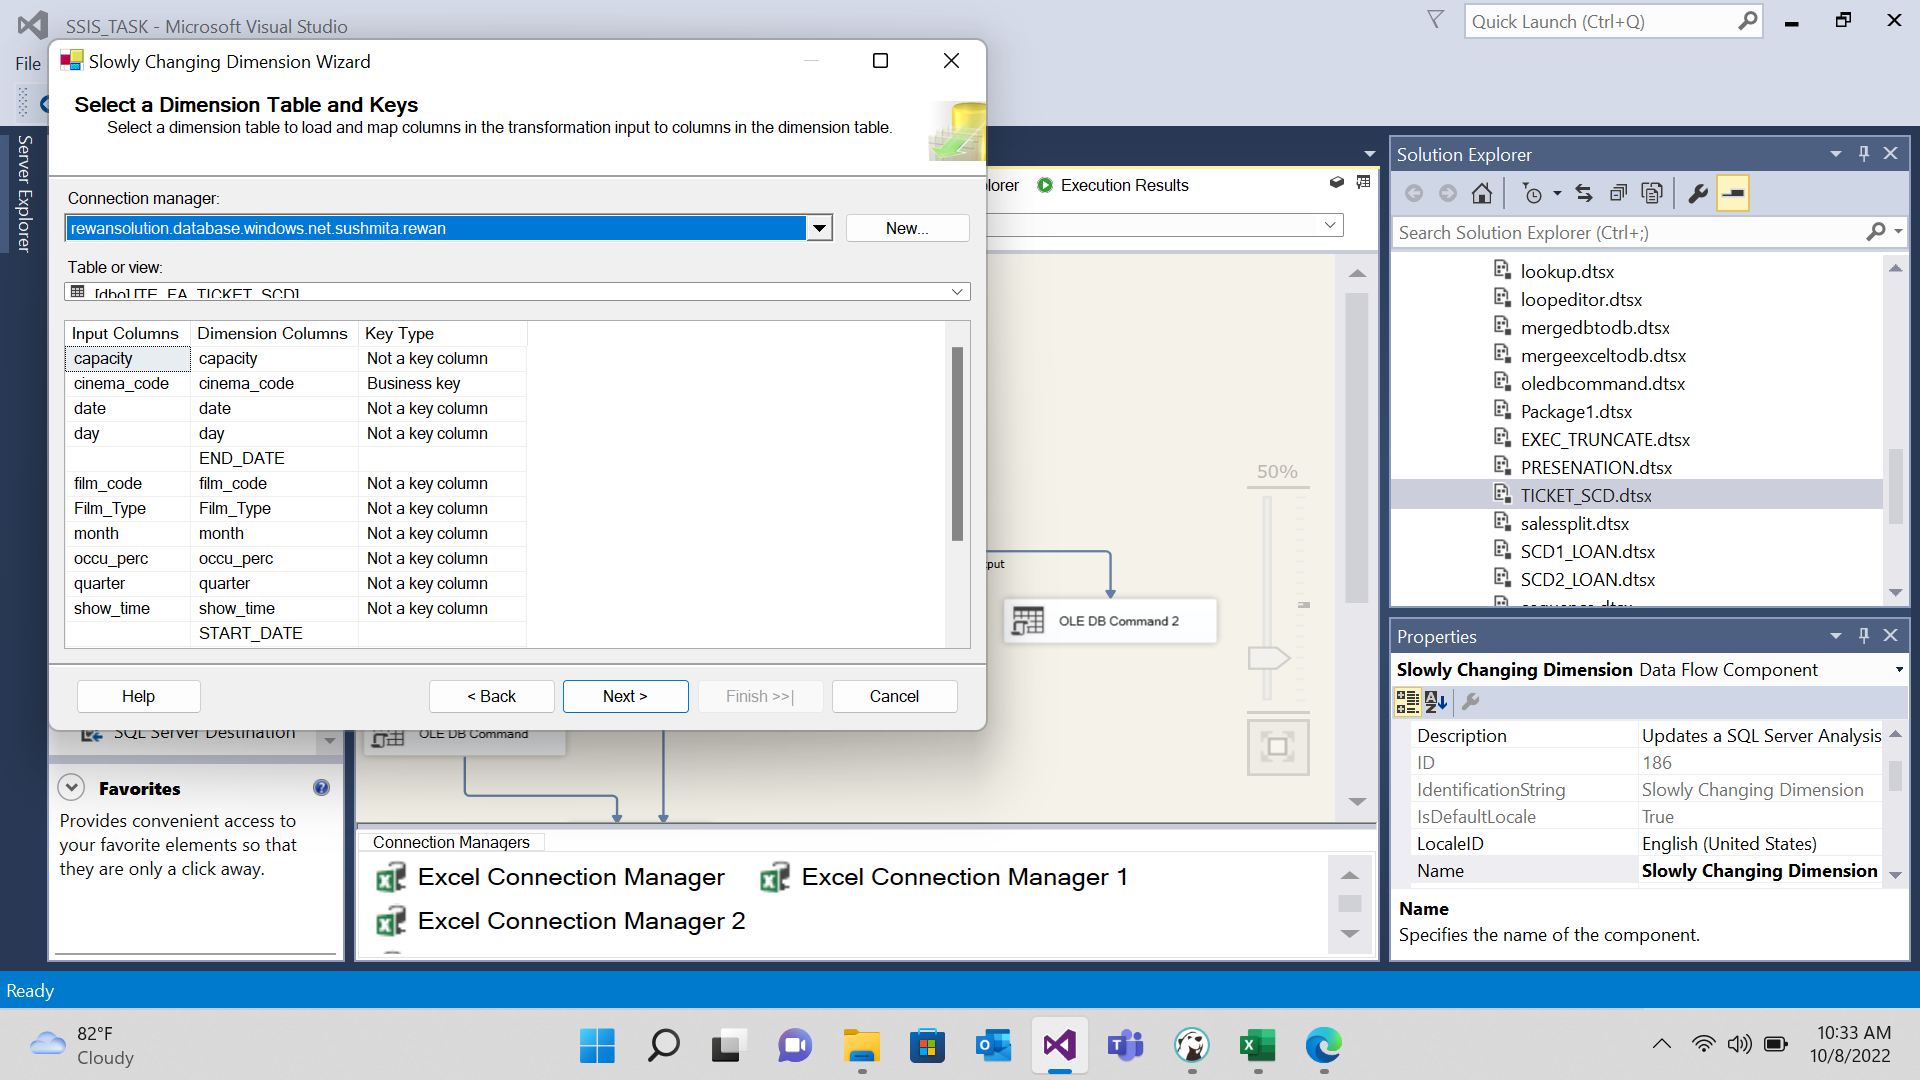 SSIS_TASK - Microsoft Visual Studio
Quick Launch (Ctrl+Q)
File
Slowly Changing Dimension Wizard
Select a Dimension Table and Keys
Select a dimension table to load and map columns in the transformation input to columns in the dimension table.
Server Explorer
Connection manager:
rewansolution.database.windows.net.sushmita.rewan
New...
Table or view:
[dbo].[TE_FA_TICKET_SCD]
Input Columns Dimension Columns Key Type
capacity capacity Not a key column
cinema_code cinema_code Business key
date date Not a key column
day day Not a key column
END_DATE
film_code film_code Not a key column
Film_Type Film_Type Not a key column
month month Not a key column
occu_perc occu_perc Not a key column
quarter quarter Not a key column
show_time show_time Not a key column
START_DATE
Help
< Back
Next >
Finish >>|
Cancel
lorer
Execution Results
50%
put
OLE DB Command 2
SQL Server Destination
OLE DB Command
Favorites
Provides convenient access to
your favorite elements so that
they are only a click away.
Connection Managers
Excel Connection Manager
Excel Connection Manager 1
Excel Connection Manager 2
Solution Explorer
Search Solution Explorer (Ctrl+;)
lookup.dtsx
loopeditor.dtsx
mergedbtodb.dtsx
mergeexceltodb.dtsx
oledbcommand.dtsx
Package1.dtsx
EXEC_TRUNCATE.dtsx
PRESENATION.dtsx
TICKET_SCD.dtsx
salessplit.dtsx
SCD1_LOAN.dtsx
SCD2_LOAN.dtsx
Properties
Slowly Changing Dimension Data Flow Component
Description Updates a SQL Server Analysis
ID 186
IdentificationString Slowly Changing Dimension
IsDefaultLocale True
LocaleID English (United States)
Name Slowly Changing Dimension
Name
Specifies the name of the component.
Ready
82°F
Cloudy
10:33 AM
10/8/2022